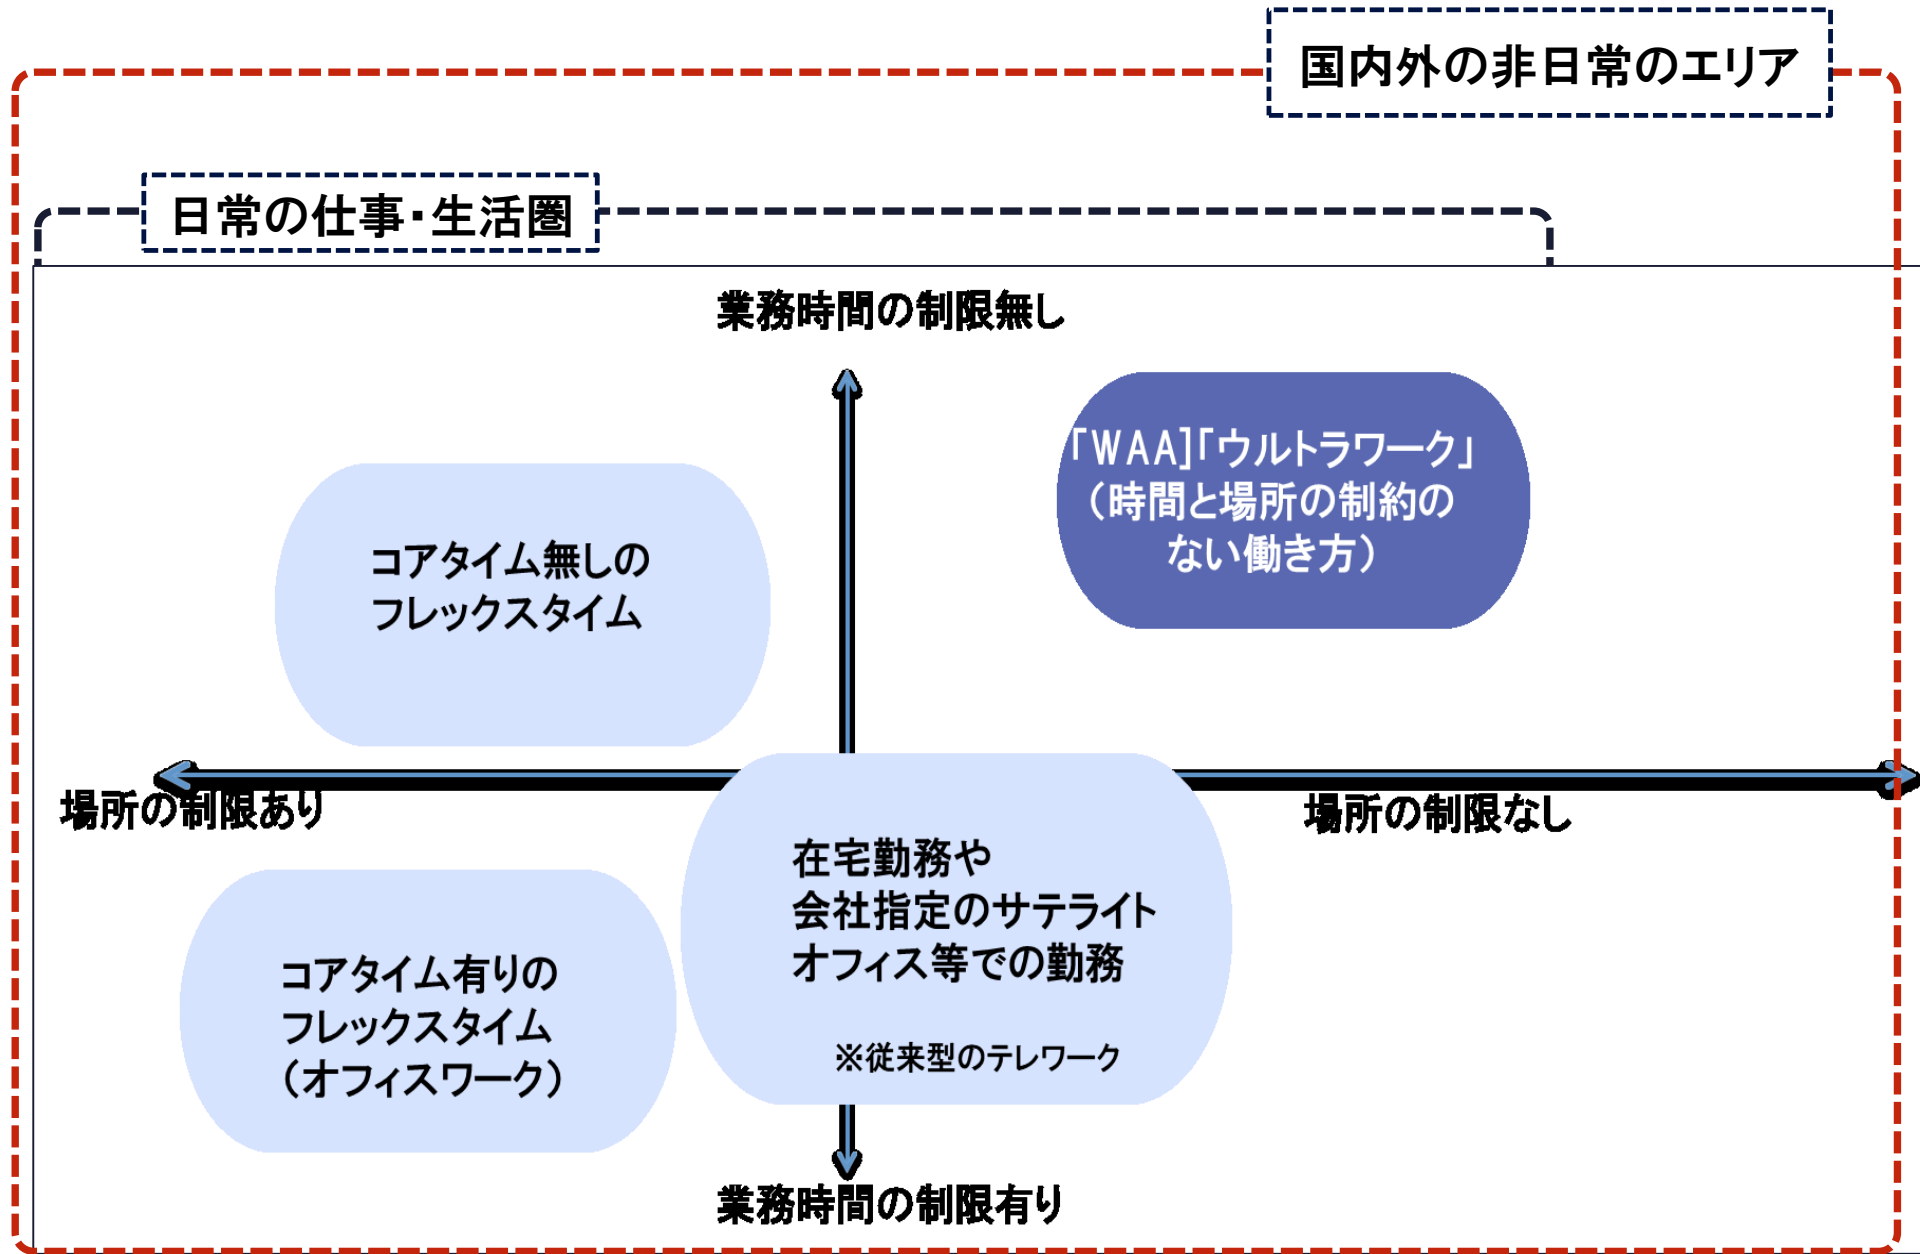 国内外の非日常のエリア
日常の仕事・生活圏
業務時間の制限無し
「WAA]「ウルトラワーク」
（時間と場所の制約の
ない働き方）
コアタイム無しの
フレックスタイム
場所の制限あり
場所の制限なし
在宅勤務や
会社指定のサテライト
オフィス等での勤務
※従来型のテレワーク
コアタイム有りの
フレックスタイム
（オフィスワーク）
業務時間の制限有り